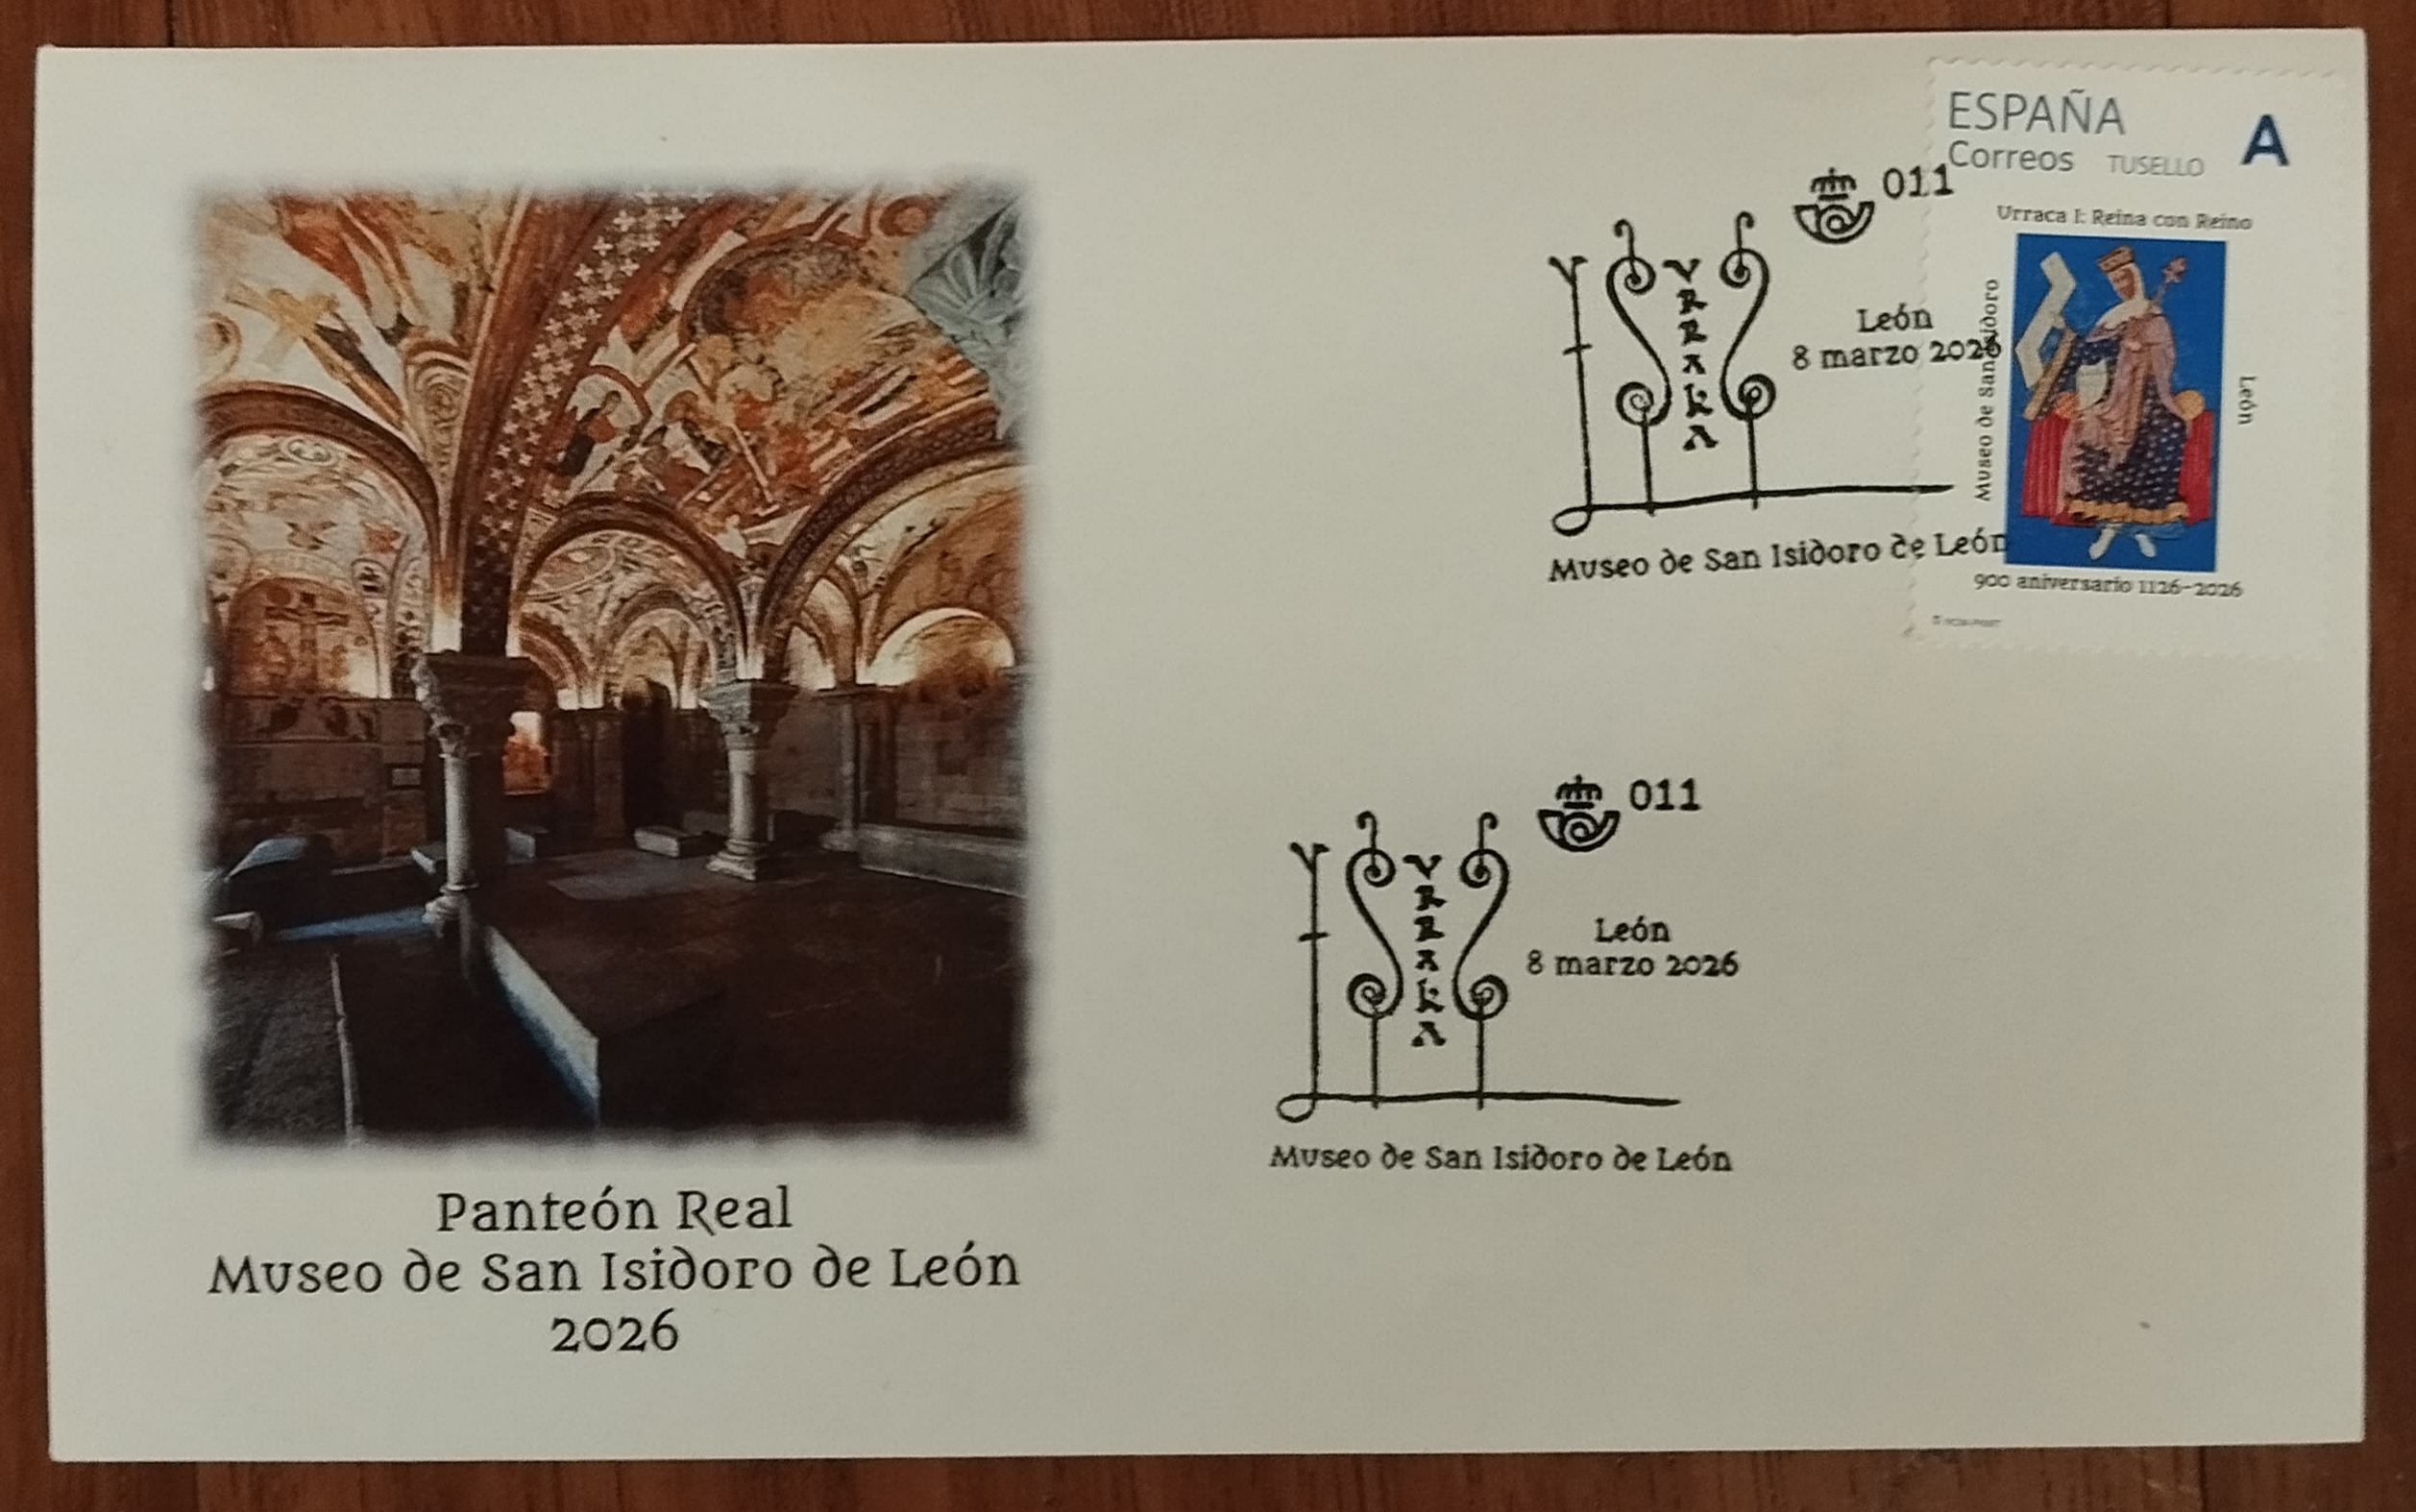 ESPAÑA
Correos TUSELLO A
Urraca I: Reina con Reino
Museo de San Isidoro
León
900 aniversario 1126-2026
011
VRRAKA
León
8 marzo 2026
Museo de San Isidoro de León
011
VRRAKA
León
8 marzo 2026
Museo de San Isidoro de León
Panteón Real
Museo de San Isidoro de León
2026